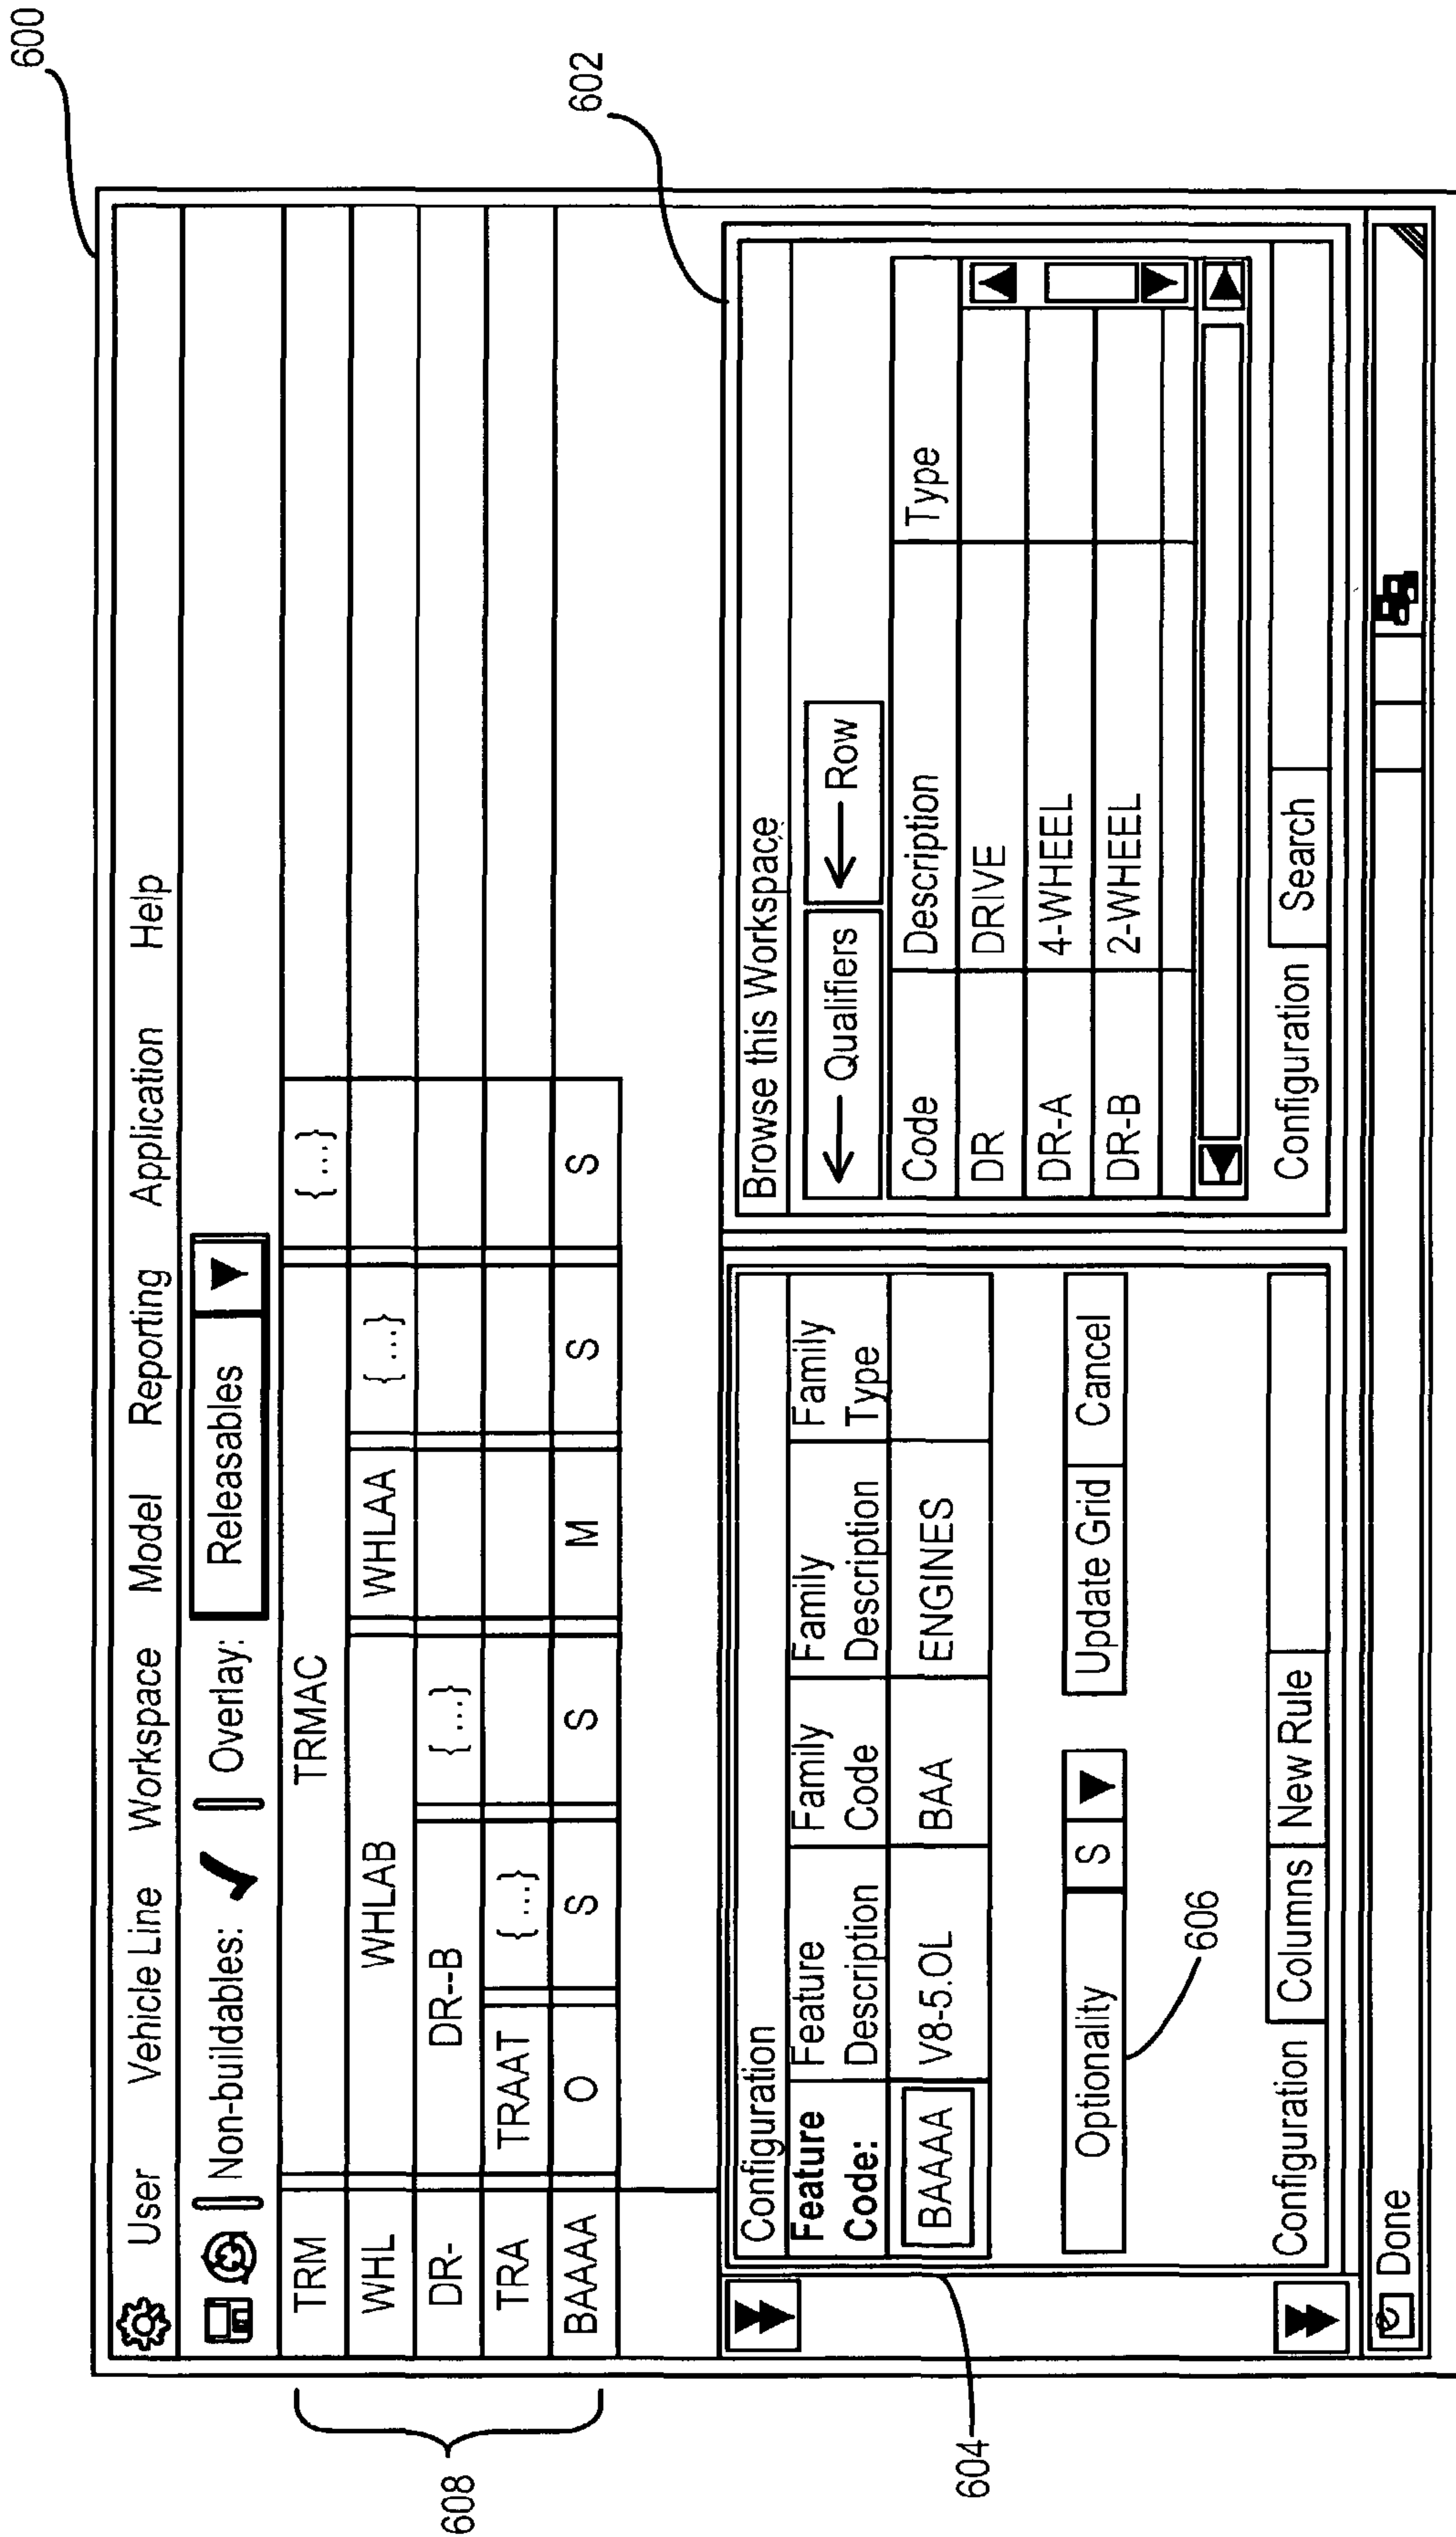 600
User Vehicle Line Workspace Model Reporting Application Help
Non-buildables: Overlay: Releasables
TRM TRMAC {...}
WHL WHLAB WHLAA {...}
DR- DR--B {...}
TRA TRAAT {...}
BAAAA O S S M S S
608
602
Configuration
Feature Code: Feature Description Family Code Family Description Family Type
BAAAA V8-5.OL BAA ENGINES
Optionality S Update Grid Cancel
606
Configuration Columns New Rule
604
Browse this Workspace
← Qualifiers ← Row
Code Description Type
DR DRIVE
DR-A 4-WHEEL
DR-B 2-WHEEL
Configuration Search
Done